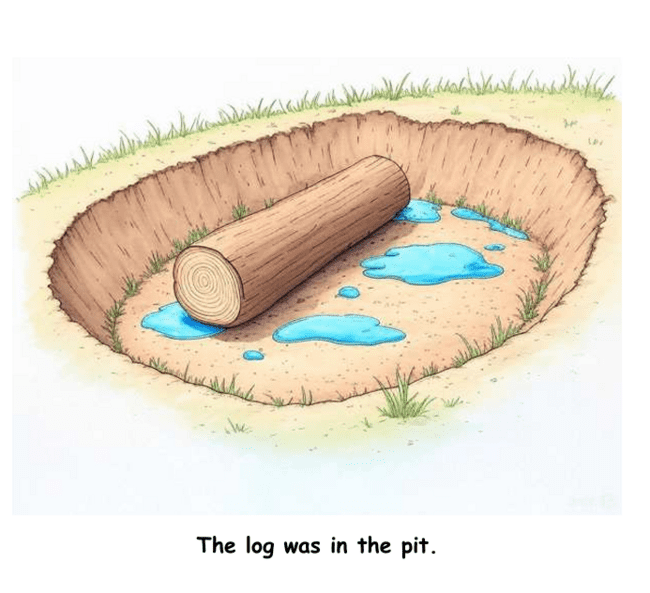 The log was in the pit.